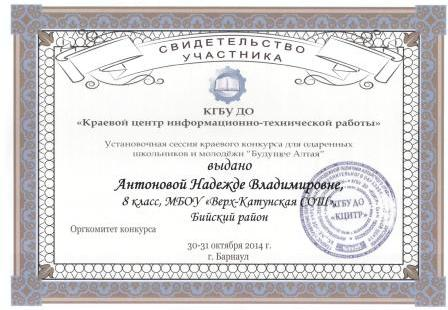 СВИДЕТЕЛЬСТВО
УЧАСТНИКА
КГБУ ДО
«Краевой центр информационно-технической работы»
Установочная сессия краевого конкурса для одаренных
школьников и молодёжи "Будущее Алтая"
выдано
Антоновой Надежде Владимировне,
8 класс, МБОУ «Верх-Катунская СОШ»,
Бийский район
Оргкомитет конкурса
КГБУ ДО
«КЦИТР»
30-31 октября 2014 г.
г. Барнаул